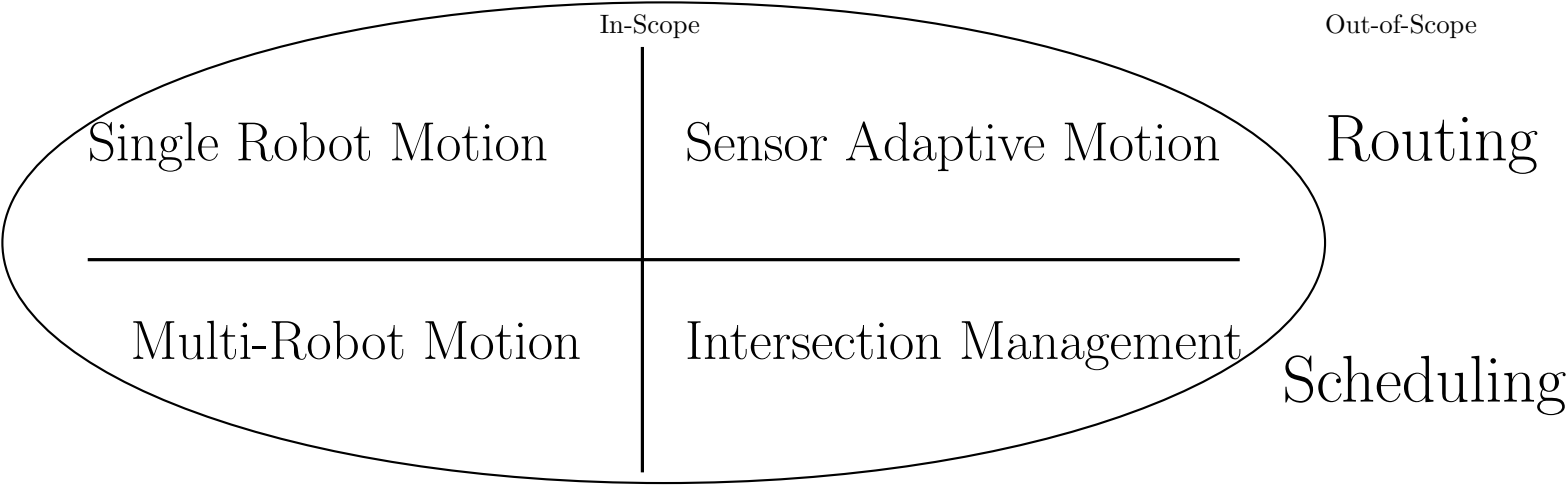 In-Scope
Out-of-Scope
Single Robot Motion
Sensor Adaptive Motion
Routing
Multi-Robot Motion
Intersection Management
Scheduling